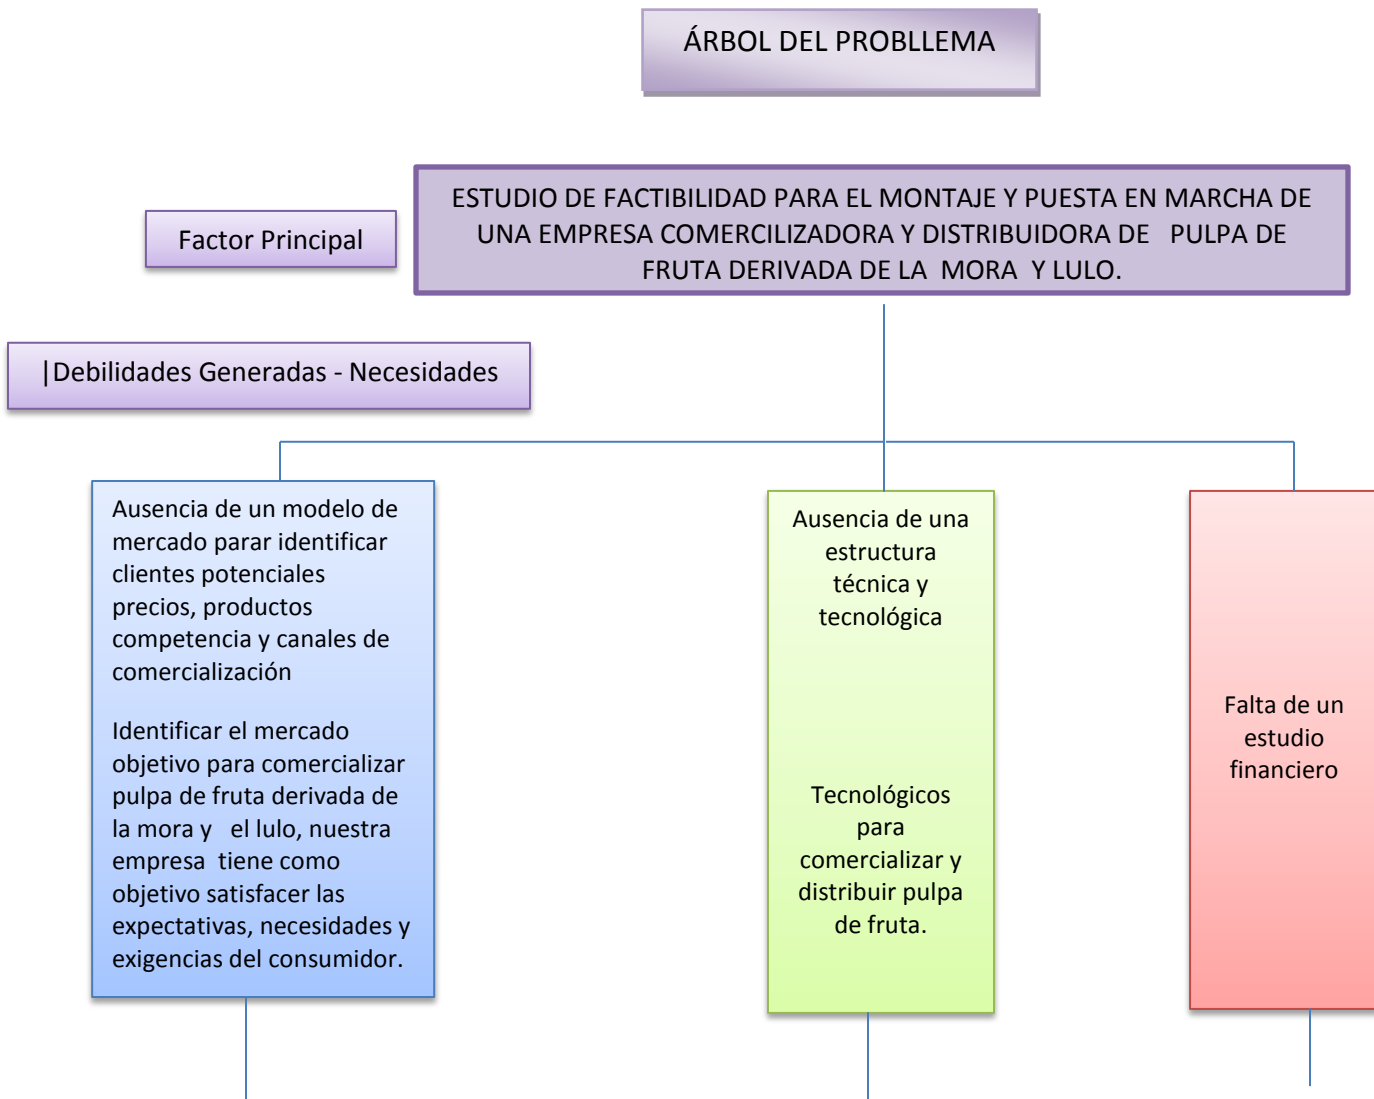 ÁRBOL DEL PROBLLEMA
ESTUDIO DE FACTIBILIDAD PARA EL MONTAJE Y PUESTA EN MARCHA DE
UNA EMPRESA COMERCILIZADORA Y DISTRIBUIDORA DE PULPA DE
FRUTA DERIVADA DE LA MORA Y LULO.
Factor Principal
|Debilidades Generadas - Necesidades
Ausencia de un modelo de
mercado parar identificar
clientes potenciales
precios, productos
competencia y canales de
comercialización
Identificar el mercado
objetivo para comercializar
pulpa de fruta derivada de
la mora y el lulo, nuestra
empresa tiene como
objetivo satisfacer las
expectativas, necesidades y
exigencias del consumidor.
Ausencia de una
estructura
técnica y
tecnológica
Tecnológicos
para
comercializar y
distribuir pulpa
de fruta.
Falta de un
estudio
financiero